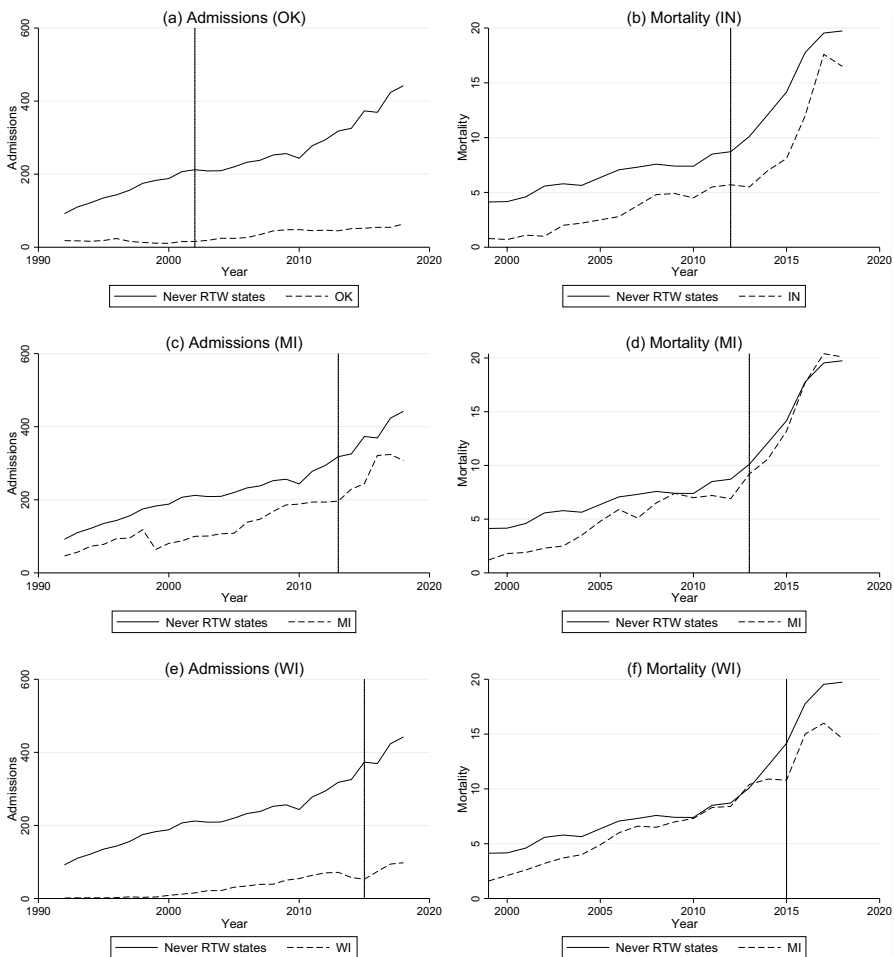 (a) Admissions (OK)
Admissions
0 200 400 600
1990 2000 2010 2020
Year
Never RTW states OK
(b) Mortality (IN)
Mortality
0 5 10 15 20
2000 2005 2010 2015 2020
Year
Never RTW states IN
(c) Admissions (MI)
Admissions
0 200 400 600
1990 2000 2010 2020
Year
Never RTW states MI
(d) Mortality (MI)
Mortality
0 5 10 15 20
2000 2005 2010 2015 2020
Year
Never RTW states MI
(e) Admissions (WI)
Admissions
0 200 400 600
1990 2000 2010 2020
Year
Never RTW states WI
(f) Mortality (WI)
Mortality
0 5 10 15 20
2000 2005 2010 2015 2020
Year
Never RTW states MI